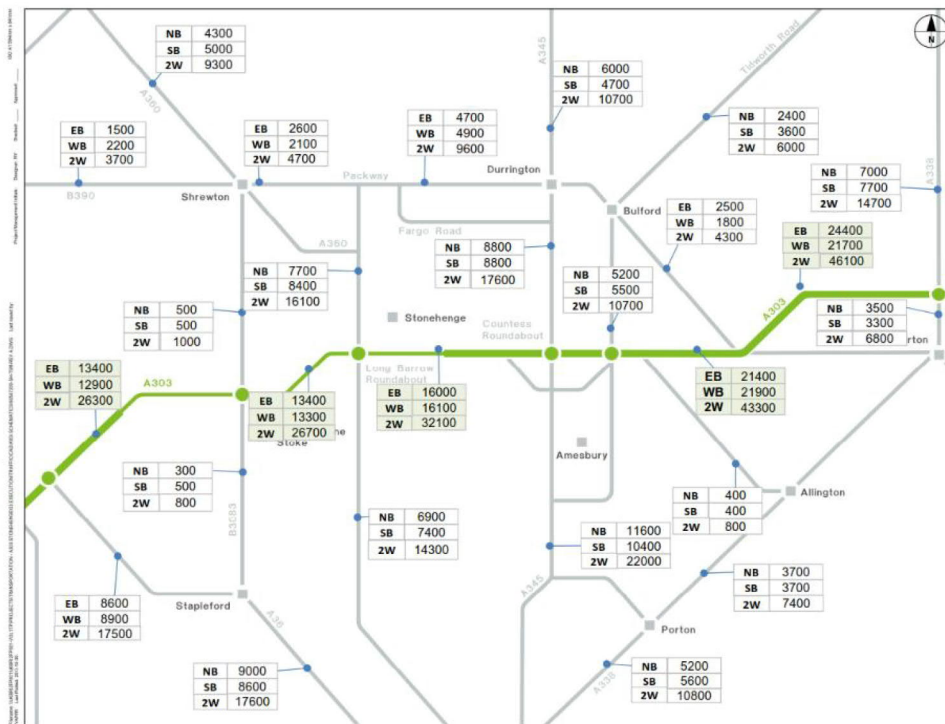 NB 4300
SB 5000
2W 9300
A360
A345
NB 6000
SB 4700
2W 10700
Tidworth Road
N
EB 1500
WB 2200
2W 3700
EB 2600
WB 2100
2W 4700
EB 4700
WB 4900
2W 9600
NB 2400
SB 3600
2W 6000
A338
NB 7000
SB 7700
2W 14700
B390
Shrewton
Packway
Durrington
Bulford
Fargo Road
A360
EB 2500
WB 1800
2W 4300
EB 24400
WB 21700
2W 46100
NB 8800
SB 8800
2W 17600
NB 7700
SB 8400
2W 16100
NB 5200
SB 5500
2W 10700
NB 500
SB 500
2W 1000
Stonehenge
Countess
Roundabout
A303
NB 3500
SB 3300
2W 6800
rton
EB 13400
WB 12900
2W 26300
A303
Long Barrow
Roundabout
EB 13400
WB 13300
2W 26700
ne
Stoke
EB 16000
WB 16100
2W 32100
EB 21400
WB 21900
2W 43300
Amesbury
NB 300
SB 500
2W 800
B3083
NB 400
SB 400
2W 800
Allington
NB 6900
SB 7400
2W 14300
NB 11600
SB 10400
2W 22000
NB 3700
SB 3700
2W 7400
EB 8600
WB 8900
2W 17500
Stapleford
A36
A345
Porton
NB 9000
SB 8600
2W 17600
A338
NB 5200
SB 5600
2W 10800